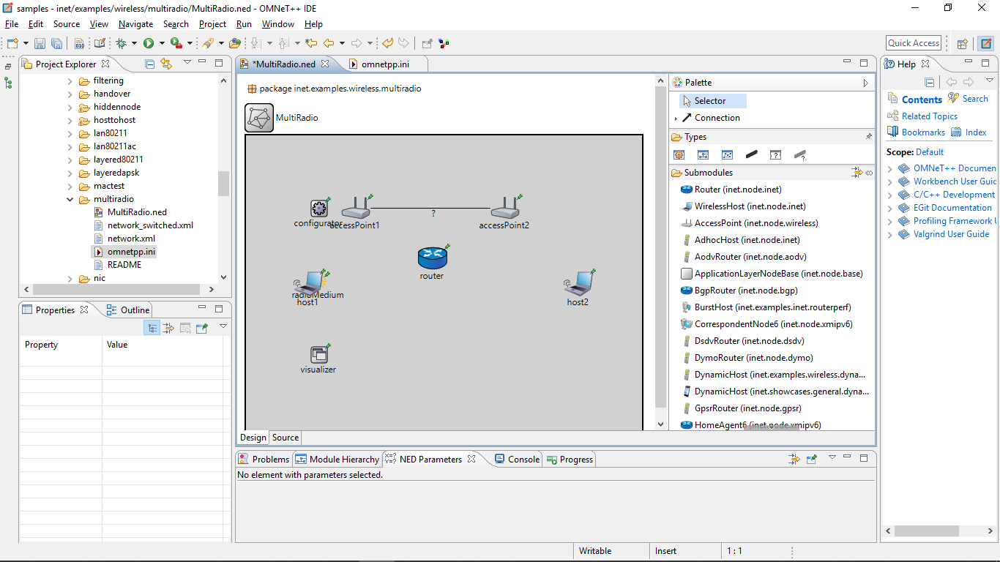 samples - inet/examples/wireless/multiradio/MultiRadio.ned - OMNeT++ IDE
File Edit Source View Navigate Search Project Run Window Help
Quick Access
Project Explorer
filtering
handover
hiddennode
hosttohost
lan80211
lan80211ac
layered80211
layeredapsk
mactest
multiradio
MultiRadio.ned
network_switched.xml
network.xml
omnetpp.ini
README
nic
Properties
Outline
Property Value
*MultiRadio.ned
omnetpp.ini
package inet.examples.wireless.multiradio
MultiRadio
configurator
accessPoint1
?
accessPoint2
router
radioMedium
host1
host2
visualizer
Design Source
Palette
Selector
Connection
Types
Submodules
Router (inet.node.inet)
WirelessHost (inet.node.inet)
AccessPoint (inet.node.wireless)
AdhocHost (inet.node.inet)
AodvRouter (inet.node.aodv)
ApplicationLayerNodeBase (inet.node.base)
BgpRouter (inet.node.bgp)
BurstHost (inet.examples.inet.routerperf)
CorrespondentNode6 (inet.node.xmipv6)
DsdvRouter (inet.node.dsdv)
DymoRouter (inet.node.dymo)
DynamicHost (inet.examples.wireless.dyna...
DynamicHost (inet.showcases.general.dyna...
GpsrRouter (inet.node.gpsr)
HomeAgent6 (inet.node.xmipv6)
Problems Module Hierarchy NED Parameters Console Progress
No element with parameters selected.
Help
Contents Search
Related Topics
Bookmarks Index
Scope: Default
OMNeT++ Documen
Workbench User Guid
C/C++ Development
EGit Documentation
Profiling Framework U
Valgrind User Guide
Writable Insert 1 : 1